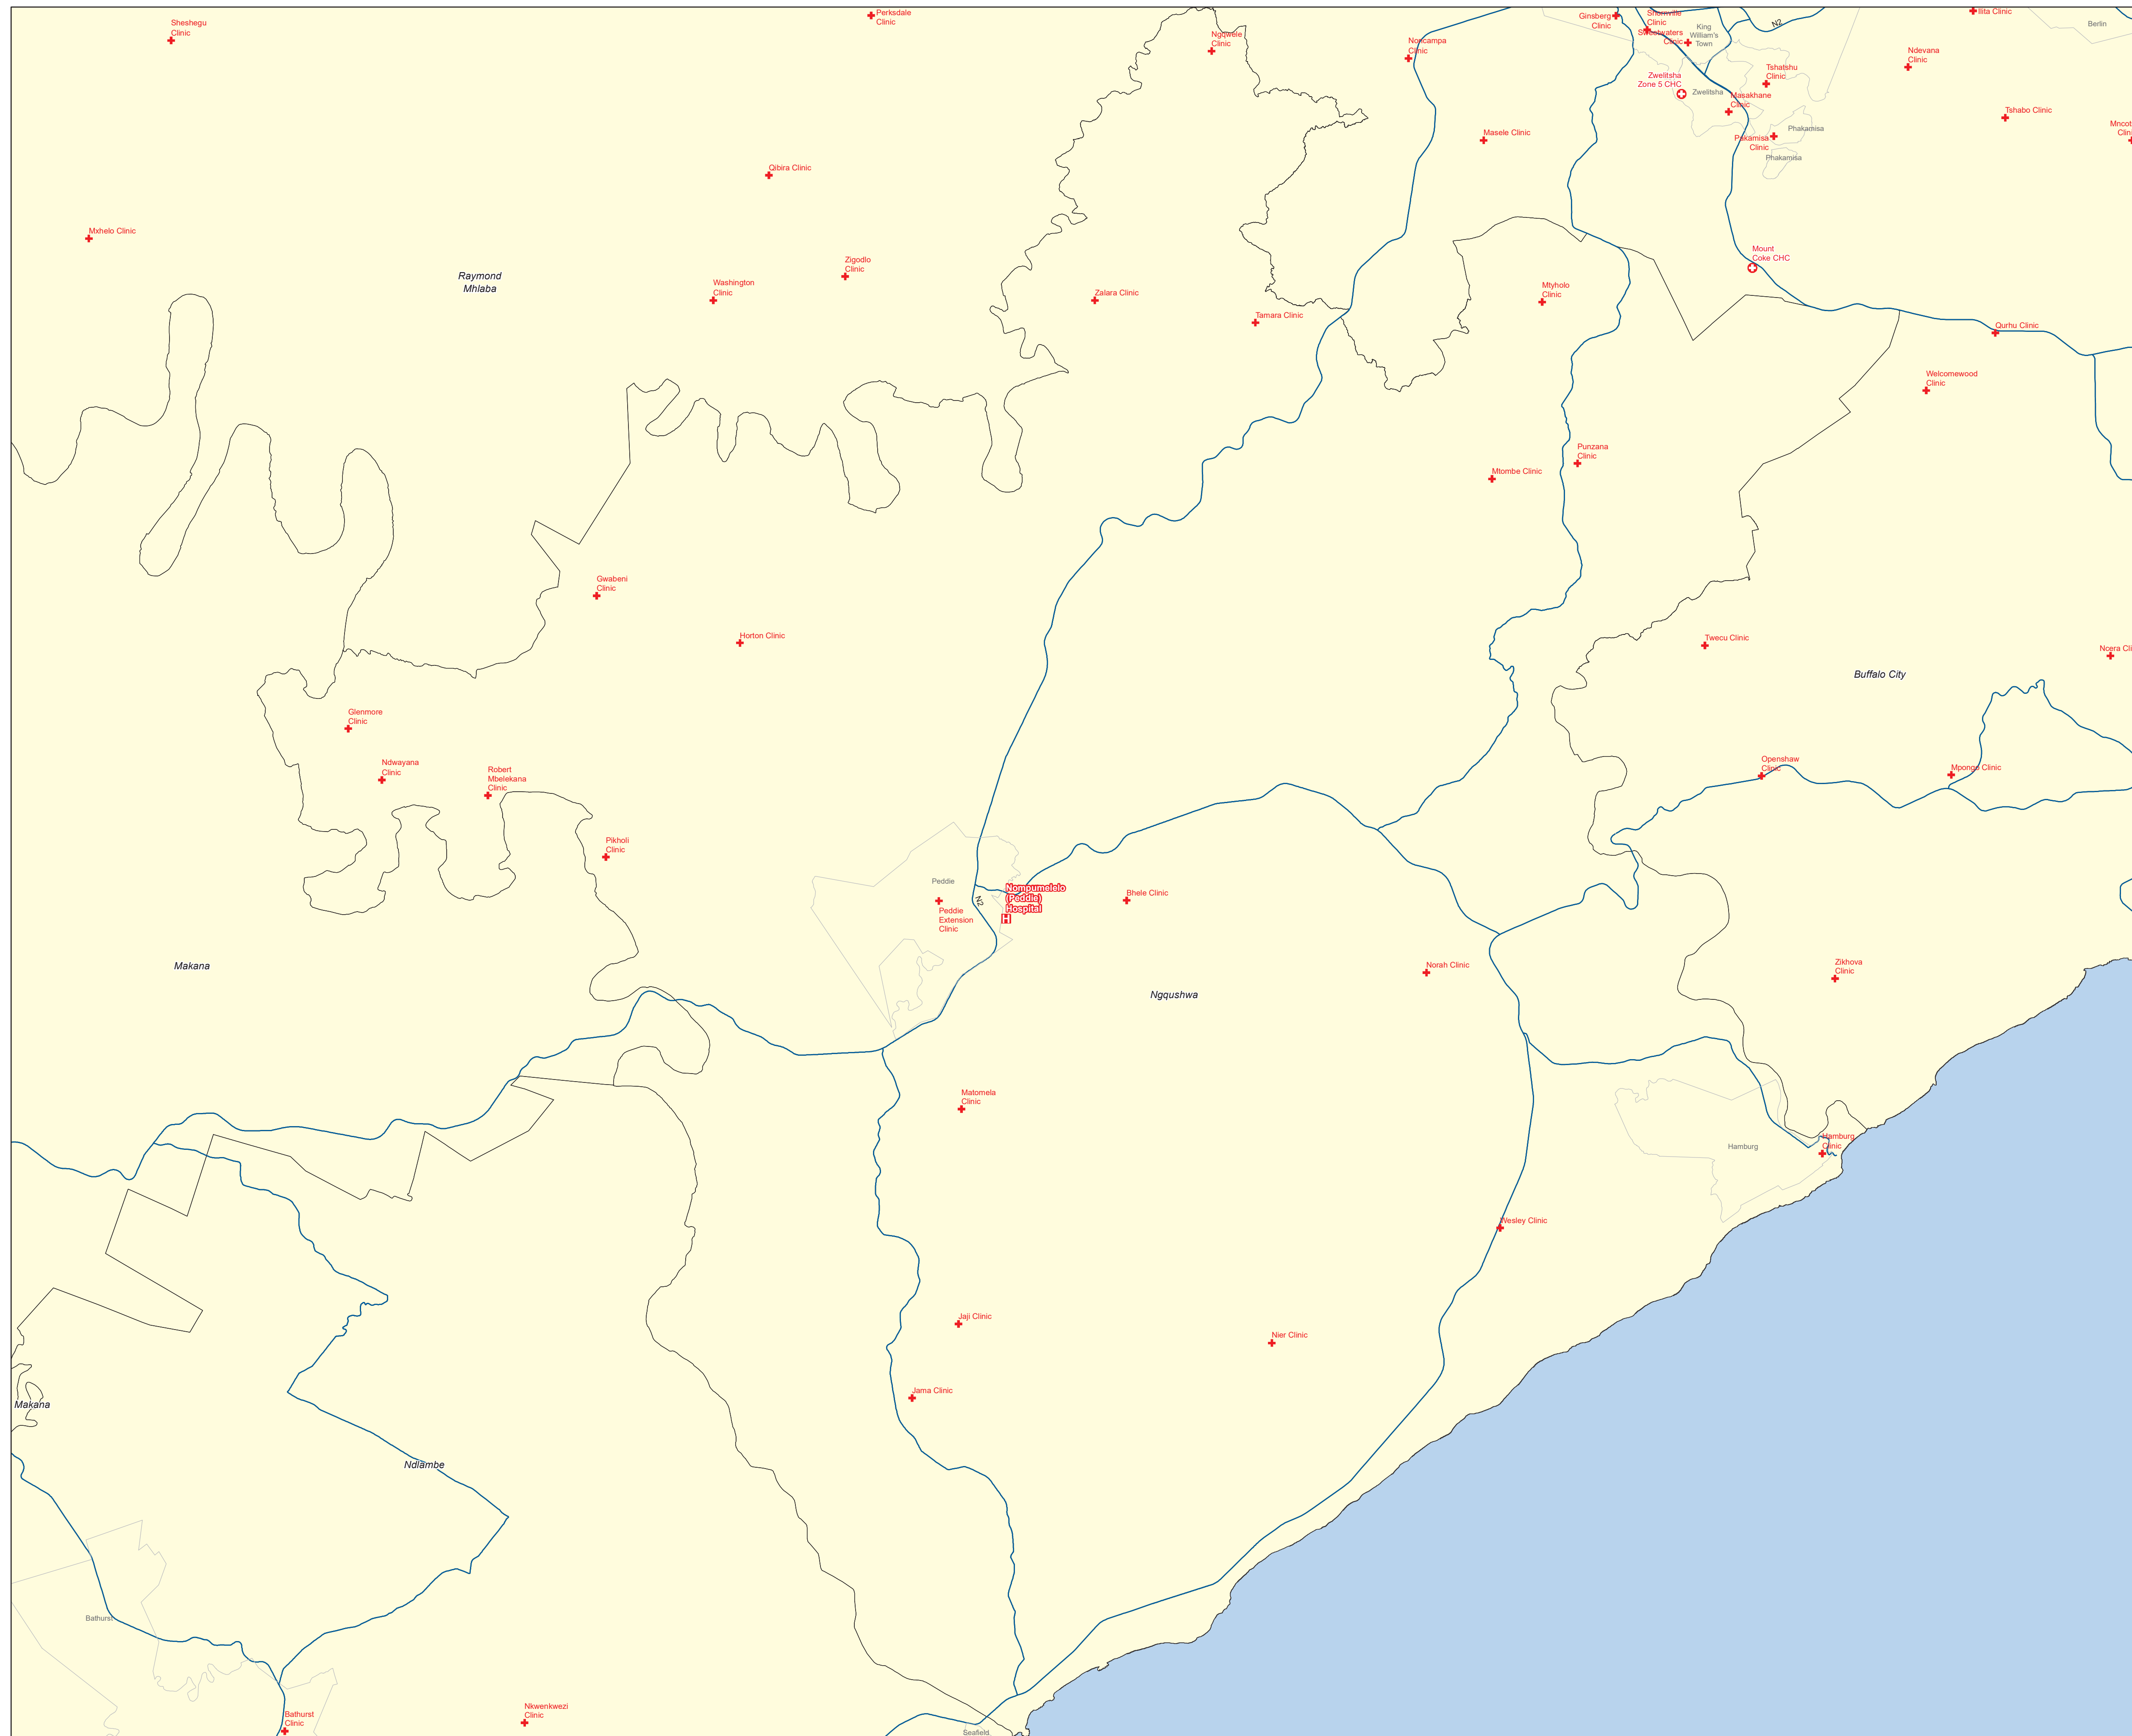 Sheshegu
Clinic
Perksdale
Clinic
Ngqwele
Clinic
Noncampa
Clinic
Ginsberg
Clinic
Shornville
Clinic
Sweetwaters
Clinic
King
William's
Town
N2
Ilita Clinic
Berlin
Ndevana
Clinic
Zwelitsha
Zone 5 CHC
Zwelitsha
Tshatshu
Clinic
Masakhane
Clinic
Tshabo Clinic
Masele Clinic
Pakamisa
Clinic
Phakamisa
Phakamisa
Mncot
Clin
Qibira Clinic
Mxhelo Clinic
Raymond
Mhlaba
Zigodlo
Clinic
Washington
Clinic
Zalara Clinic
Tamara Clinic
Mtyholo
Clinic
Mount
Coke CHC
Qurhu Clinic
Welcomewood
Clinic
Punzana
Clinic
Mtombe Clinic
Gwabeni
Clinic
Horton Clinic
Twecu Clinic
Ncera Cli
Buffalo City
Glenmore
Clinic
Ndwayana
Clinic
Robert
Mbelekana
Clinic
Openshaw
Clinic
Mpongo Clinic
Pikholi
Clinic
Peddie
N2
Nompumelelo
(Peddie)
Hospital
Bhele Clinic
Peddie
Extension
Clinic
Makana
Norah Clinic
Zikhova
Clinic
Ngqushwa
Matomela
Clinic
Hamburg
Hamburg
Clinic
Wesley Clinic
Jaji Clinic
Nier Clinic
Jama Clinic
Makana
Ndlambe
Bathurst
Nkwenkwezi
Clinic
Bathurst
Clinic
Seafield